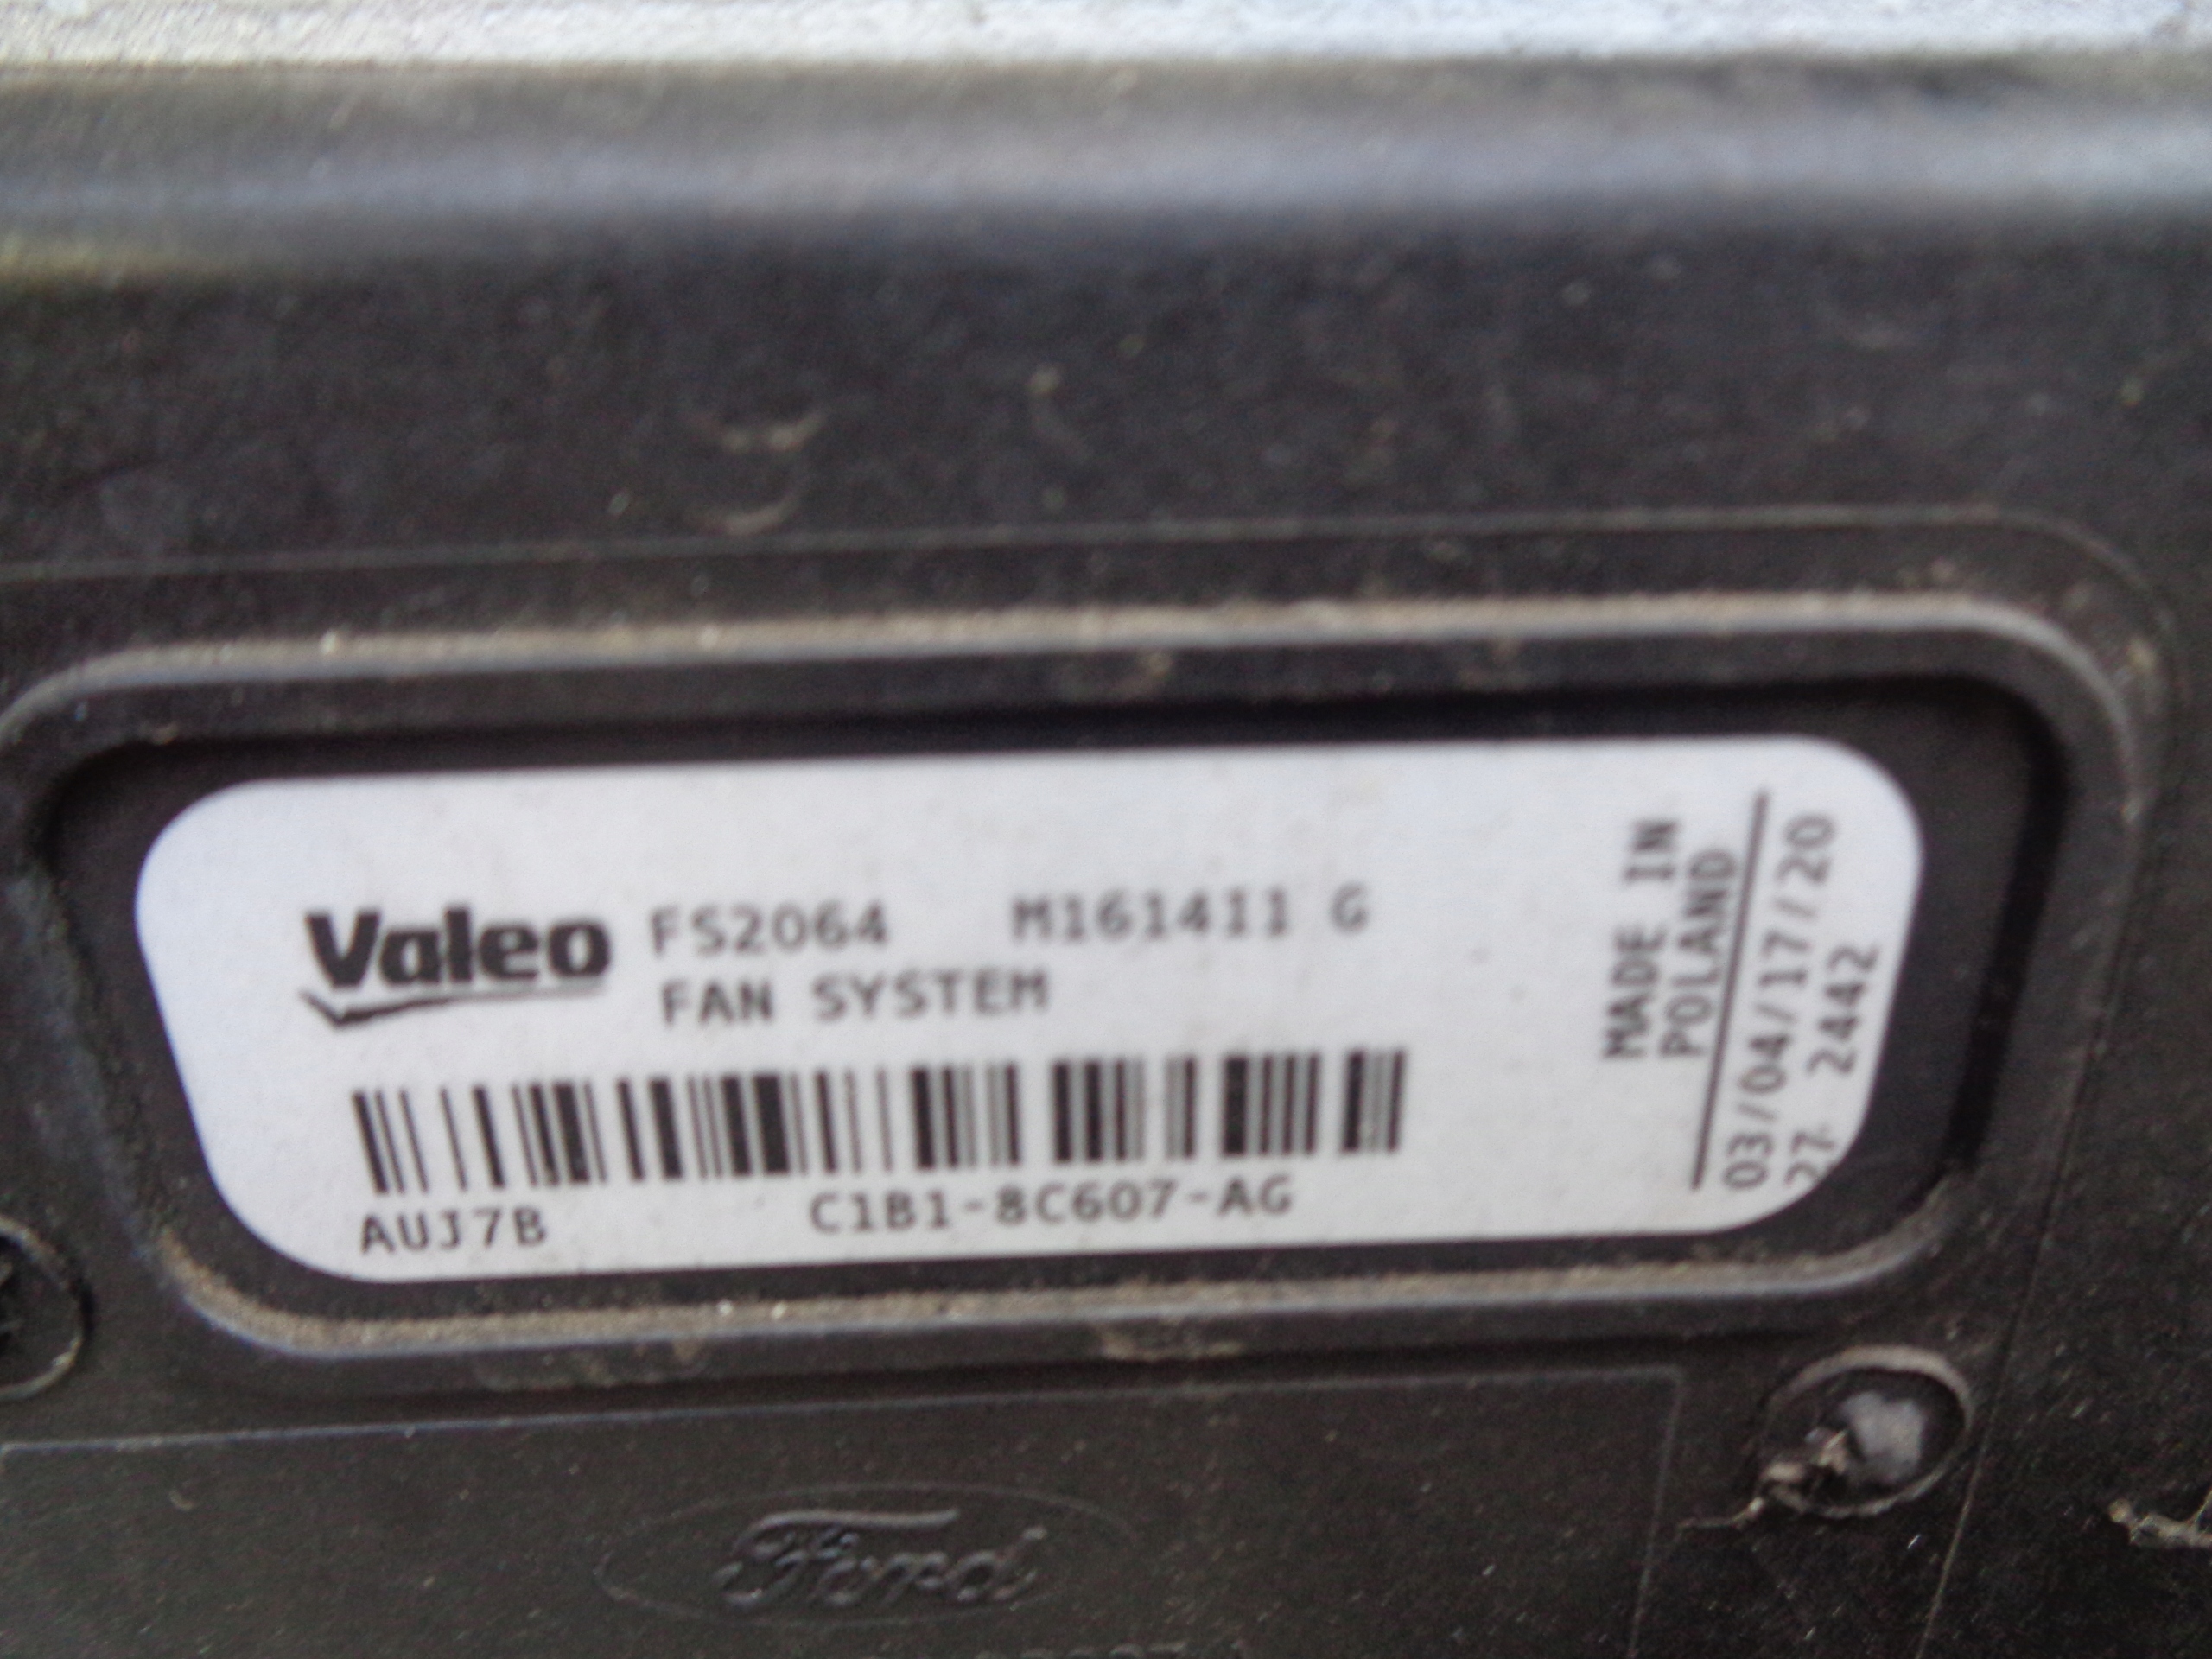 Valeo FS2064 M161411 G
FAN SYSTEM
AUJ7B C1B1-8C607-AG
MADE IN
POLAND
03/04/17/20
27 2442
Ford